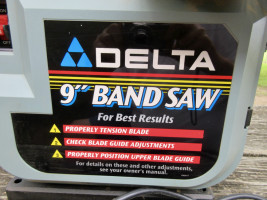 DELTA
9" BAND SAW
For Best Results
PROPERLY TENSION BLADE
CHECK BLADE GUIDE ADJUSTMENTS
PROPERLY POSITION UPPER BLADE GUIDE
For details on these and other adjustments,
see your owner's manual.